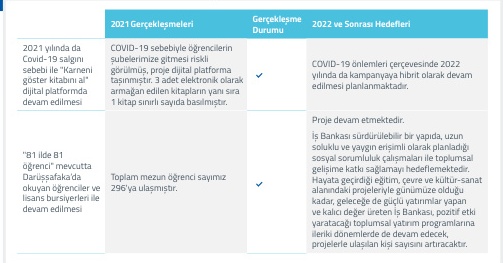 2021 Gerçekleşmeleri
Gerçekleşme
Durumu
2022 ve Sonrası Hedefleri
2021 yılında da
Covid-19 salgını
sebebi ile "Karneni
göster kitabını al"
dijital platformda
devam edilmesi
COVID-19 sebebiyle öğrencilerin
şubelerimize gitmesi riskli
görülmüş, proje dijital platforma
taşınmıştır. 3 adet elektronik olarak
armağan edilen kitapların yanı sıra
1 kitap sınırlı sayıda basılmıştır.
✓
COVID-19 önlemleri çerçevesinde 2022
yılında da kampanyaya hibrit olarak devam
edilmesi planlanmaktadır.
"81 ilde 81
öğrenci" mevcutta
Darüşşafaka'da
okuyan öğrenciler ve
lisans bursiyerleri ile
devam edilmesi
Toplam mezun öğrenci sayımız
296'ya ulaşmıştır.
✓
Proje devam etmektedir.
İş Bankası sürdürülebilir bir yapıda, uzun
soluklu ve yaygın erişimli olarak planladığı
sosyal sorumluluk çalışmaları ile toplumsal
gelişime katkı sağlamayı hedeflemektedir.
Hayata geçirdiği eğitim, çevre ve kültür-sanat
alanındaki projeleriyle günümüze olduğu
kadar, geleceğe de güçlü yatırımlar yapan
ve kalıcı değer üreten İş Bankası, pozitif etki
yaratacağı toplumsal yatırım programlarına
ileriki dönemlerde de devam edecek,
projelerle ulaşılan kişi sayısını artıracaktır.